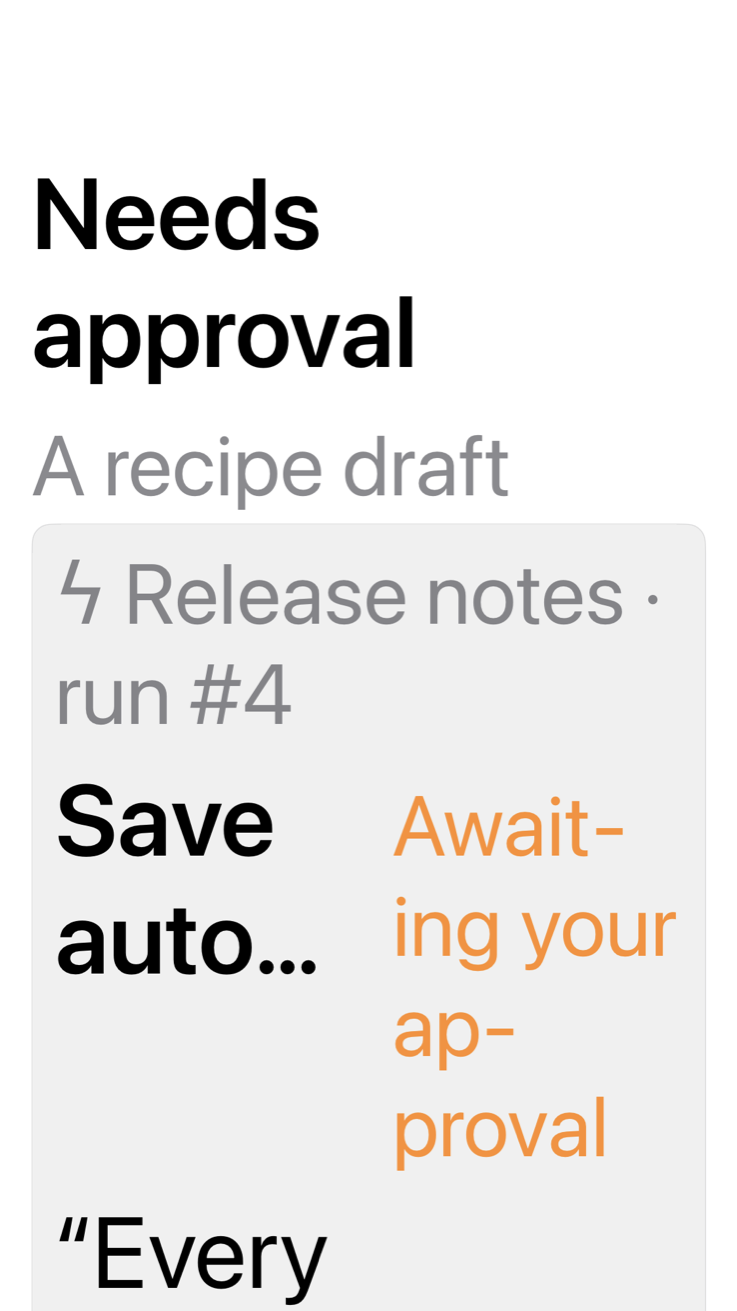 Needs
approval
A recipe draft
ϟ Release notes ·
run #4
Save
auto…
Await-
ing your
ap-
proval
“Every